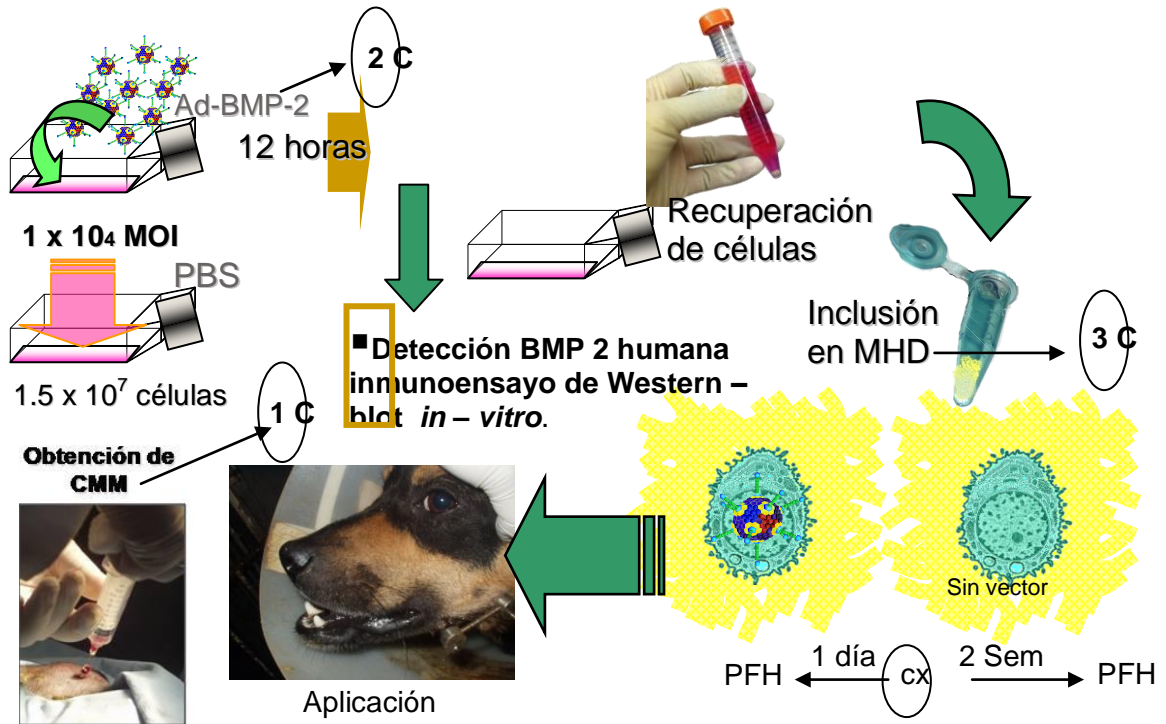 2 C
Ad-BMP-2
12 horas
1 x 10₄ MOI
PBS
1.5 x 10⁷ células
1 C
Obtención de
CMM
▪Detección BMP 2 humana
inmunoensayo de Western –
blot in – vitro.
Recuperación
de células
Inclusión
en MHD
3 C
Sin vector
Aplicación
PFH
1 día
cx
2 Sem
PFH